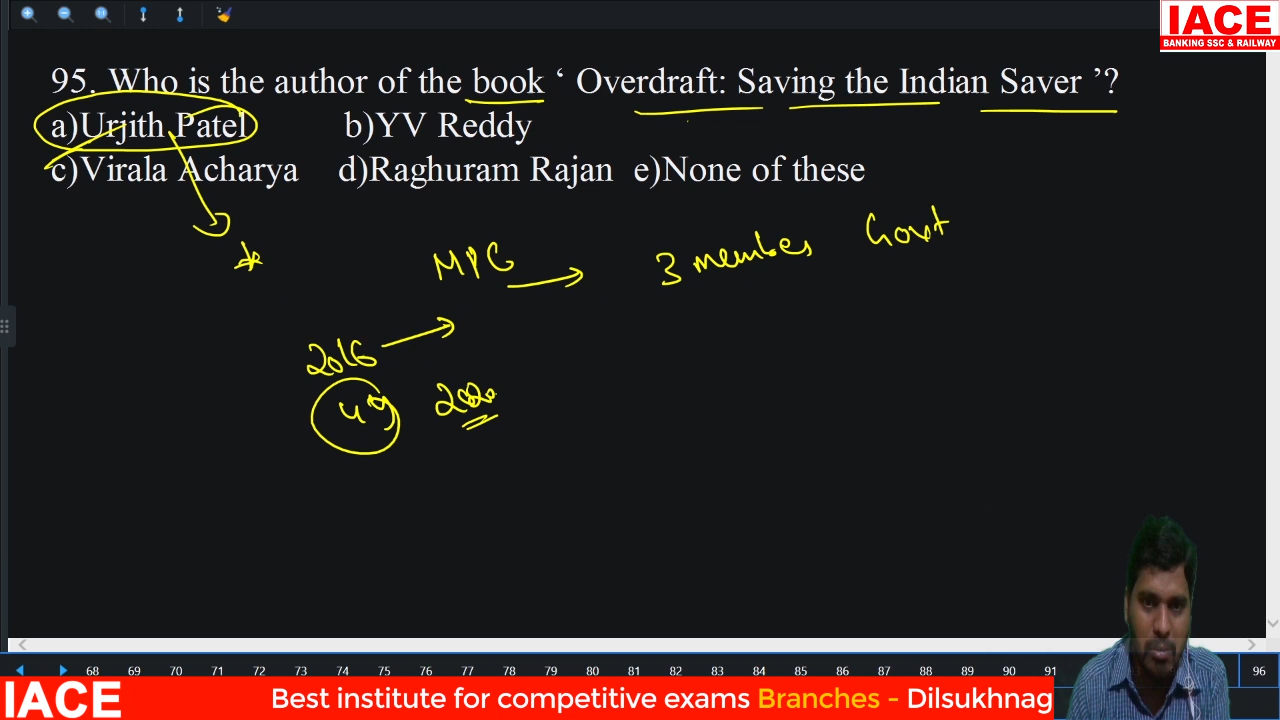 IACE
BANKING SSC & RAILWAY
95. Who is the author of the book ‘ Overdraft: Saving the Indian Saver ’?
a)Urjith Patel b)YV Reddy
c)Virala Acharya d)Raghuram Rajan e)None of these
MPC → 3 member Govt
2016 →
2020
68 69 70 71 72 73 74 75 76 77 78 79 80 81 82 83 84 85 86 87 88 89 90 91 96
IACE Best institute for competitive exams Branches - Dilsukhnag